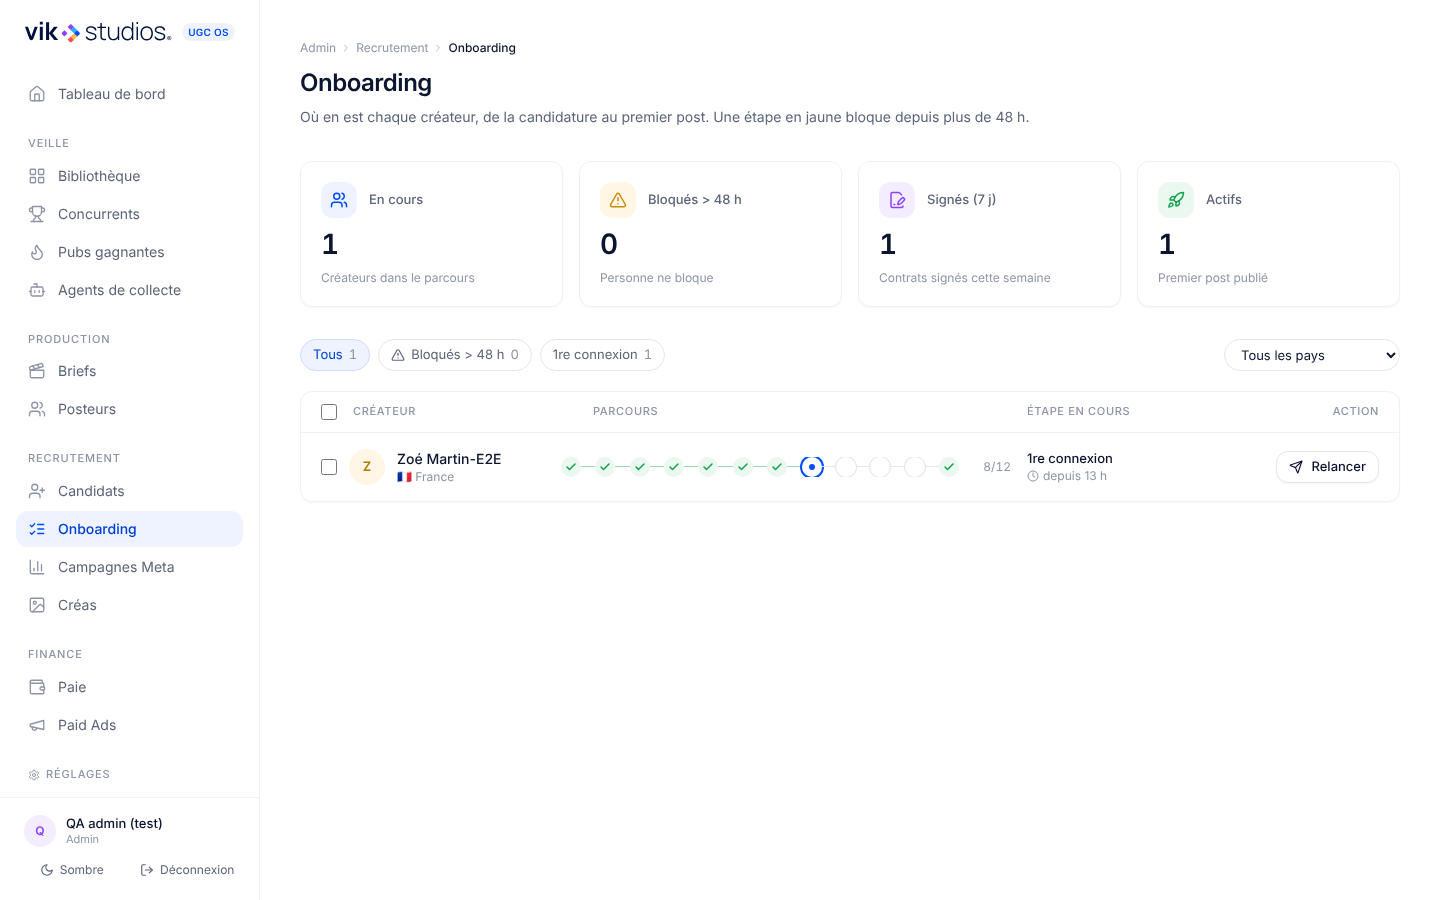 vik studios® UGC OS
Tableau de bord
VEILLE
Bibliothèque
Concurrents
Pubs gagnantes
Agents de collecte
PRODUCTION
Briefs
Posteurs
RECRUTEMENT
Candidats
Onboarding
Campagnes Meta
Créas
FINANCE
Paie
Paid Ads
RÉGLAGES
Q QA admin (test)
Admin
Sombre Déconnexion
Admin > Recrutement > Onboarding
Onboarding
Où en est chaque créateur, de la candidature au premier post. Une étape en jaune bloque depuis plus de 48 h.
En cours
1
Créateurs dans le parcours
Bloqués > 48 h
0
Personne ne bloque
Signés (7 j)
1
Contrats signés cette semaine
Actifs
1
Premier post publié
Tous 1 Bloqués > 48 h 0 1re connexion 1 Tous les pays
CRÉATEUR PARCOURS ÉTAPE EN COURS ACTION
Z Zoé Martin-E2E 8/12 1re connexion Relancer
🇫🇷 France depuis 13 h